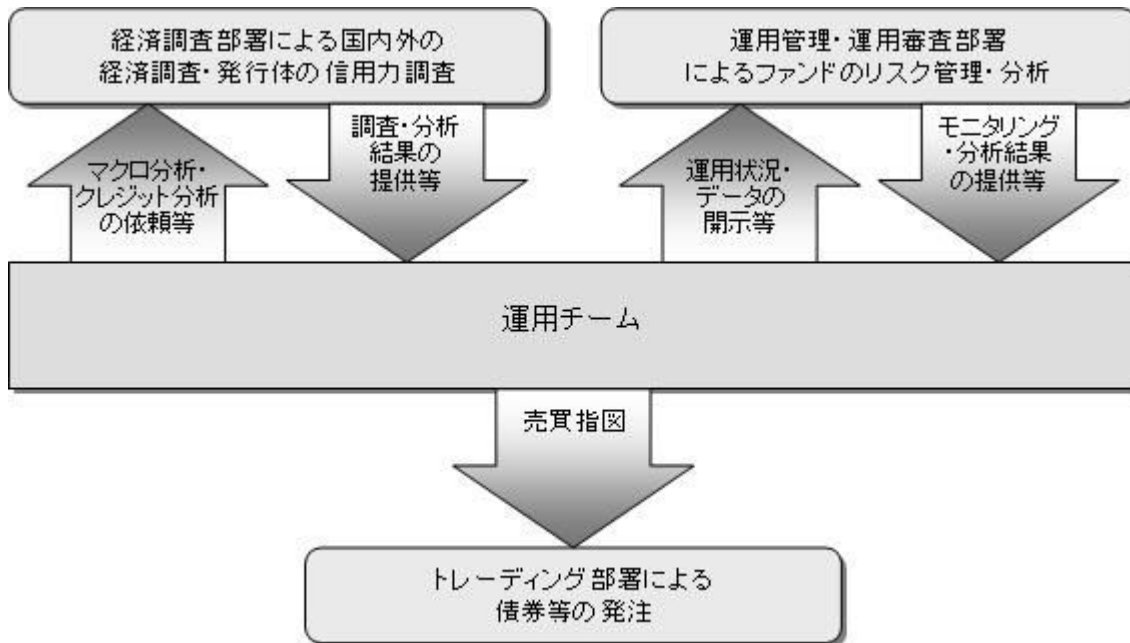 経済調査部署による国内外の
経済調査・発行体の信用力調査
運用管理・運用審査部署
によるファンドのリスク管理・分析
マクロ分析・
クレジット分析
の依頼等
調査・分析
結果の
提供等
運用状況・
データの
開示等
モニタリング
・分析結果
の提供等
運用チーム
売買指図
トレーディング部署による
債券等の発注